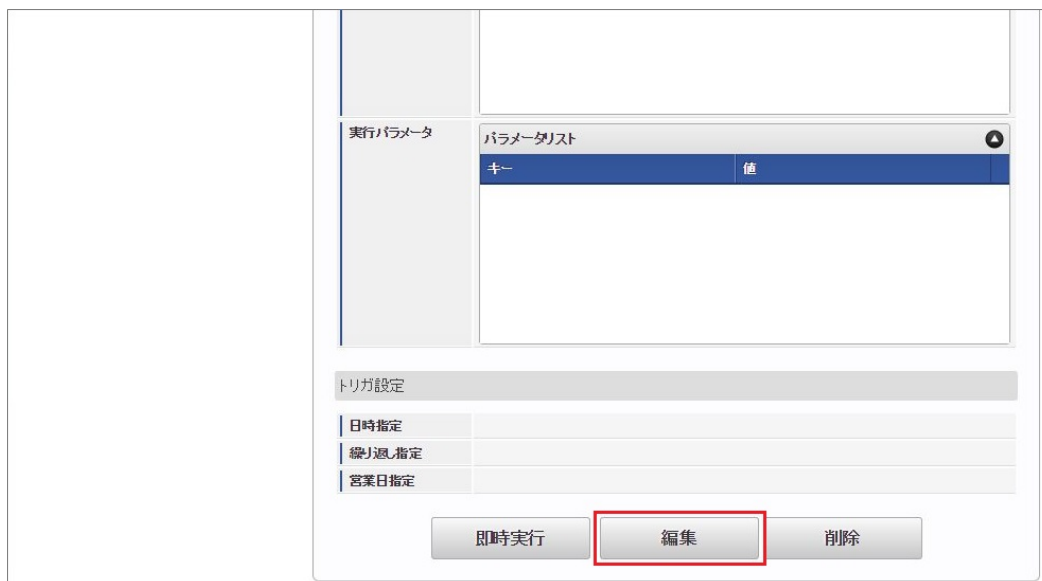 実行パラメータ
パラメータリスト
キー 値
トリガ設定
日時指定
繰り返し指定
営業日指定
即時実行 編集 削除